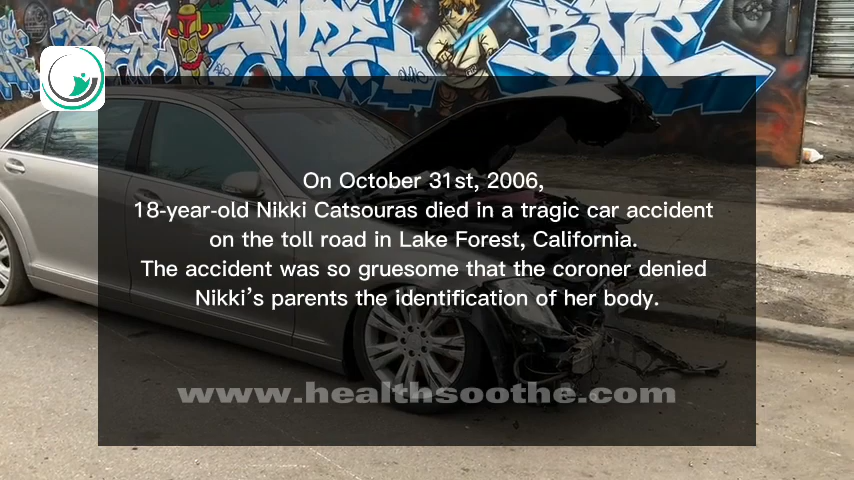 On October 31st, 2006,
18-year-old Nikki Catsouras died in a tragic car accident
on the toll road in Lake Forest, California.
The accident was so gruesome that the coroner denied
Nikki's parents the identification of her body.
www.healthsoothe.com